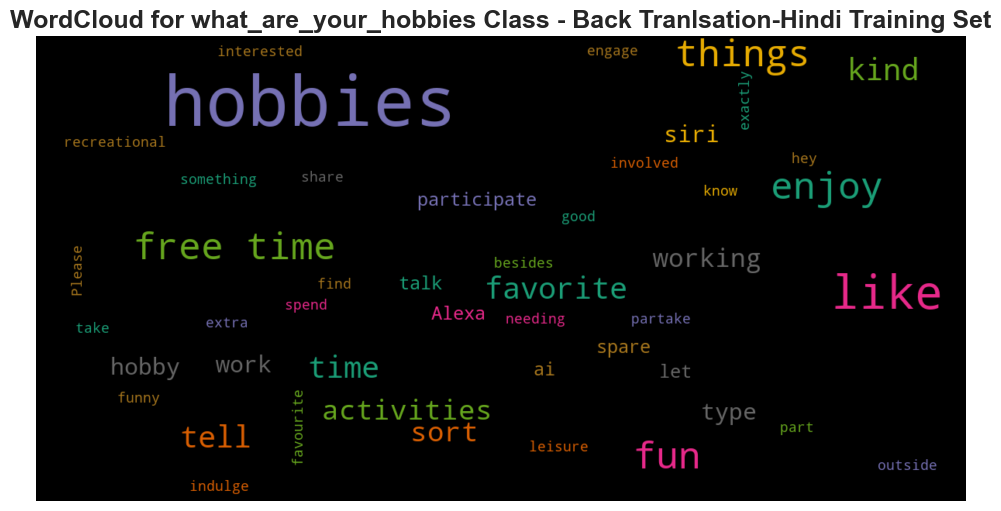 WordCloud for what_are_your_hobbies Class - Back Tranlsation-Hindi Training Set
interested
engage
things
kind
hobbies
exactly
siri
recreational
involved
hey
something
share
know
enjoy
participate
good
free time
working
Please
besides
find
talk
favorite
like
spend
Alexa
needing
partake
take
extra
spare
hobby
work
time
ai
let
funny
favourite
activities
type
part
tell
sort
leisure
fun
outside
indulge